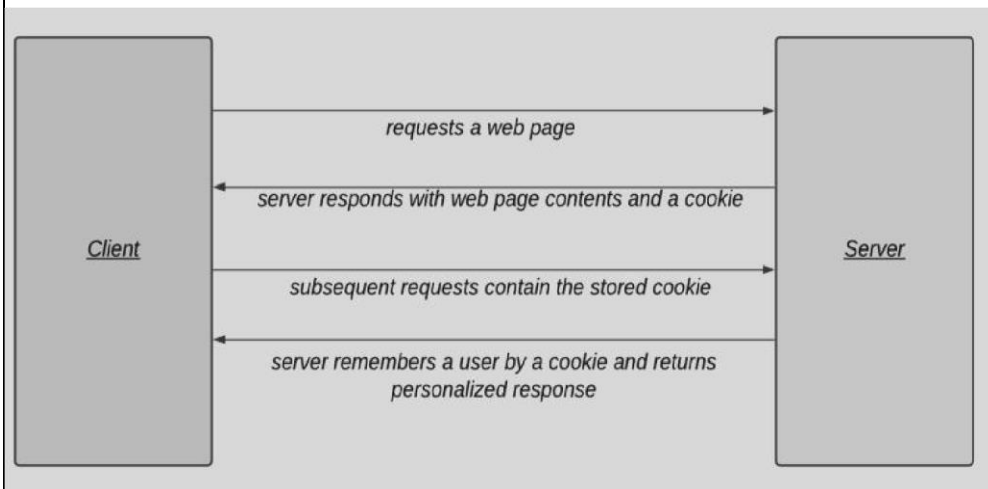 requests a web page
server responds with web page contents and a cookie
Client
Server
subsequent requests contain the stored cookie
server remembers a user by a cookie and returns
personalized response